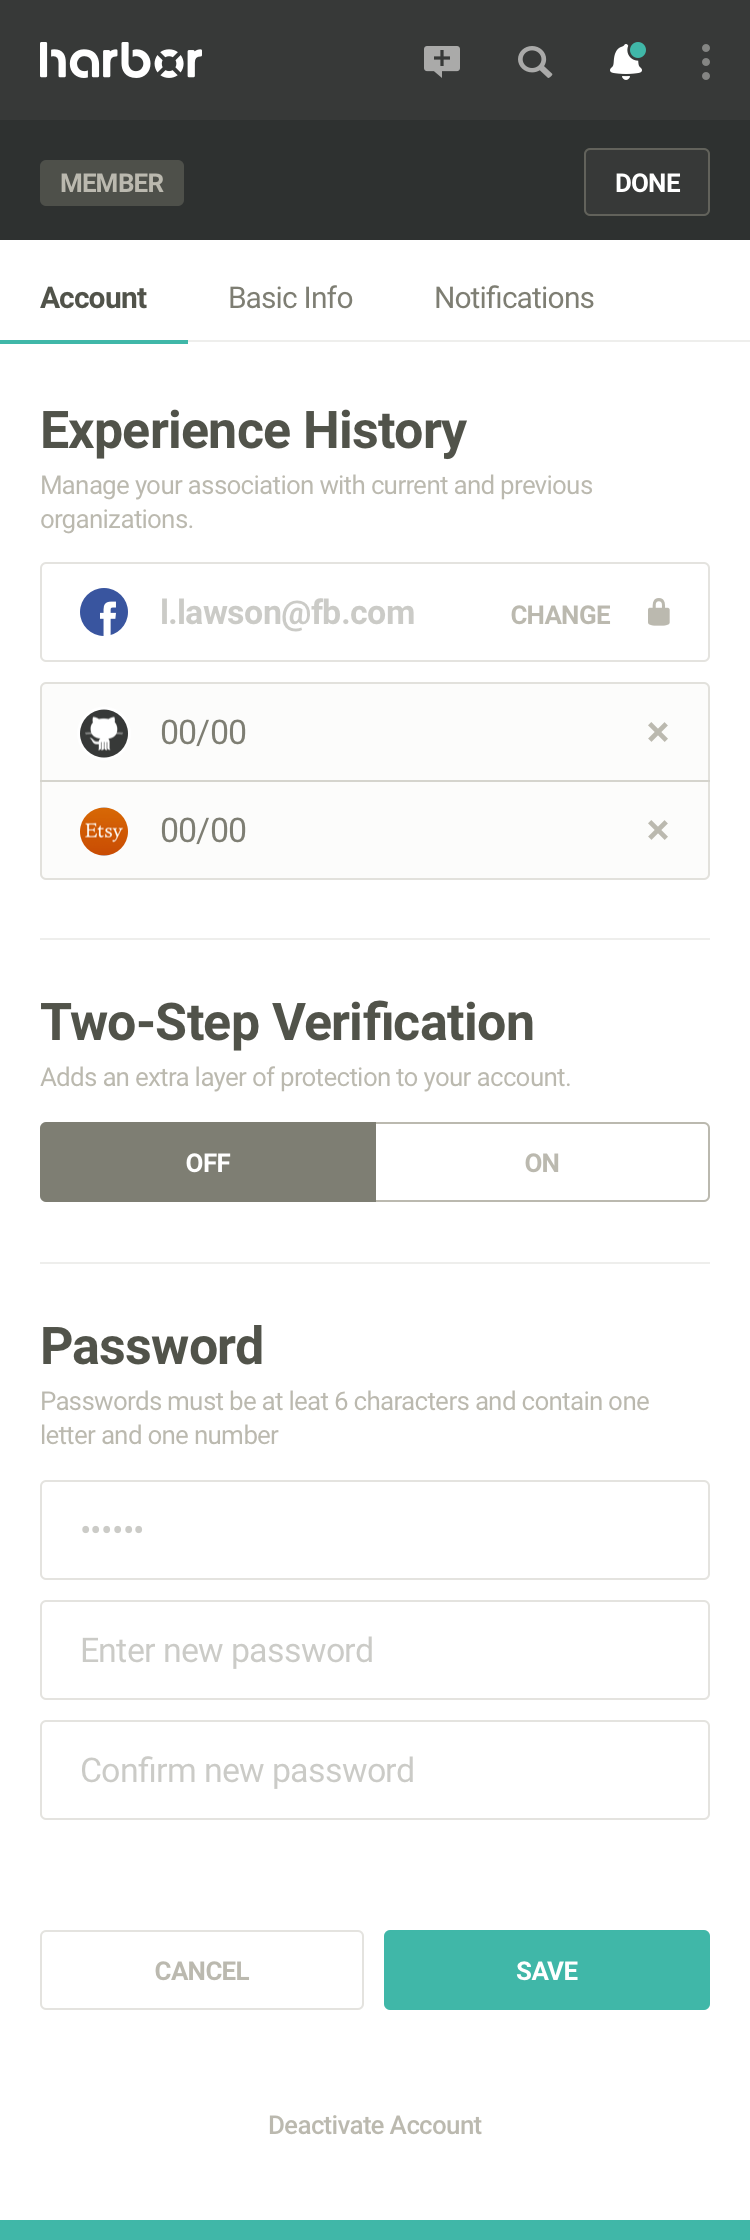 harbor
MEMBER
DONE
Account Basic Info Notifications
Experience History
Manage your association with current and previous
organizations.
l.lawson@fb.com CHANGE
00/00
Etsy 00/00
Two-Step Verification
Adds an extra layer of protection to your account.
OFF ON
Password
Passwords must be at leat 6 characters and contain one
letter and one number
••••••
Enter new password
Confirm new password
CANCEL SAVE
Deactivate Account